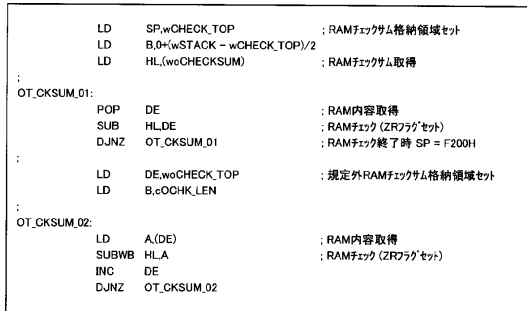 LD SP,wCHECK_TOP ; RAMﾁｪｯｸｻﾑ格納領域ｾｯﾄ
LD B,0+(wSTACK − wCHECK_TOP)/2
LD HL,(woCHECKSUM) ; RAMﾁｪｯｸｻﾑ取得
;
OT_CKSUM_01:
POP DE ; RAM内容取得
SUB HL,DE ; RAMﾁｪｯｸ (ZRﾌﾗｸﾞｾｯﾄ)
DJNZ OT_CKSUM_01 ; RAMﾁｪｯｸ終了時 SP = F200H
;
LD DE,woCHECK_TOP ; 規定外RAMﾁｪｯｸｻﾑ格納領域ｾｯﾄ
LD B,cOCHK_LEN
;
OT_CKSUM_02:
LD A,(DE) ; RAM内容取得
SUBWB HL,A ; RAMﾁｪｯｸ (ZRﾌﾗｸﾞｾｯﾄ)
INC DE
DJNZ OT_CKSUM_02